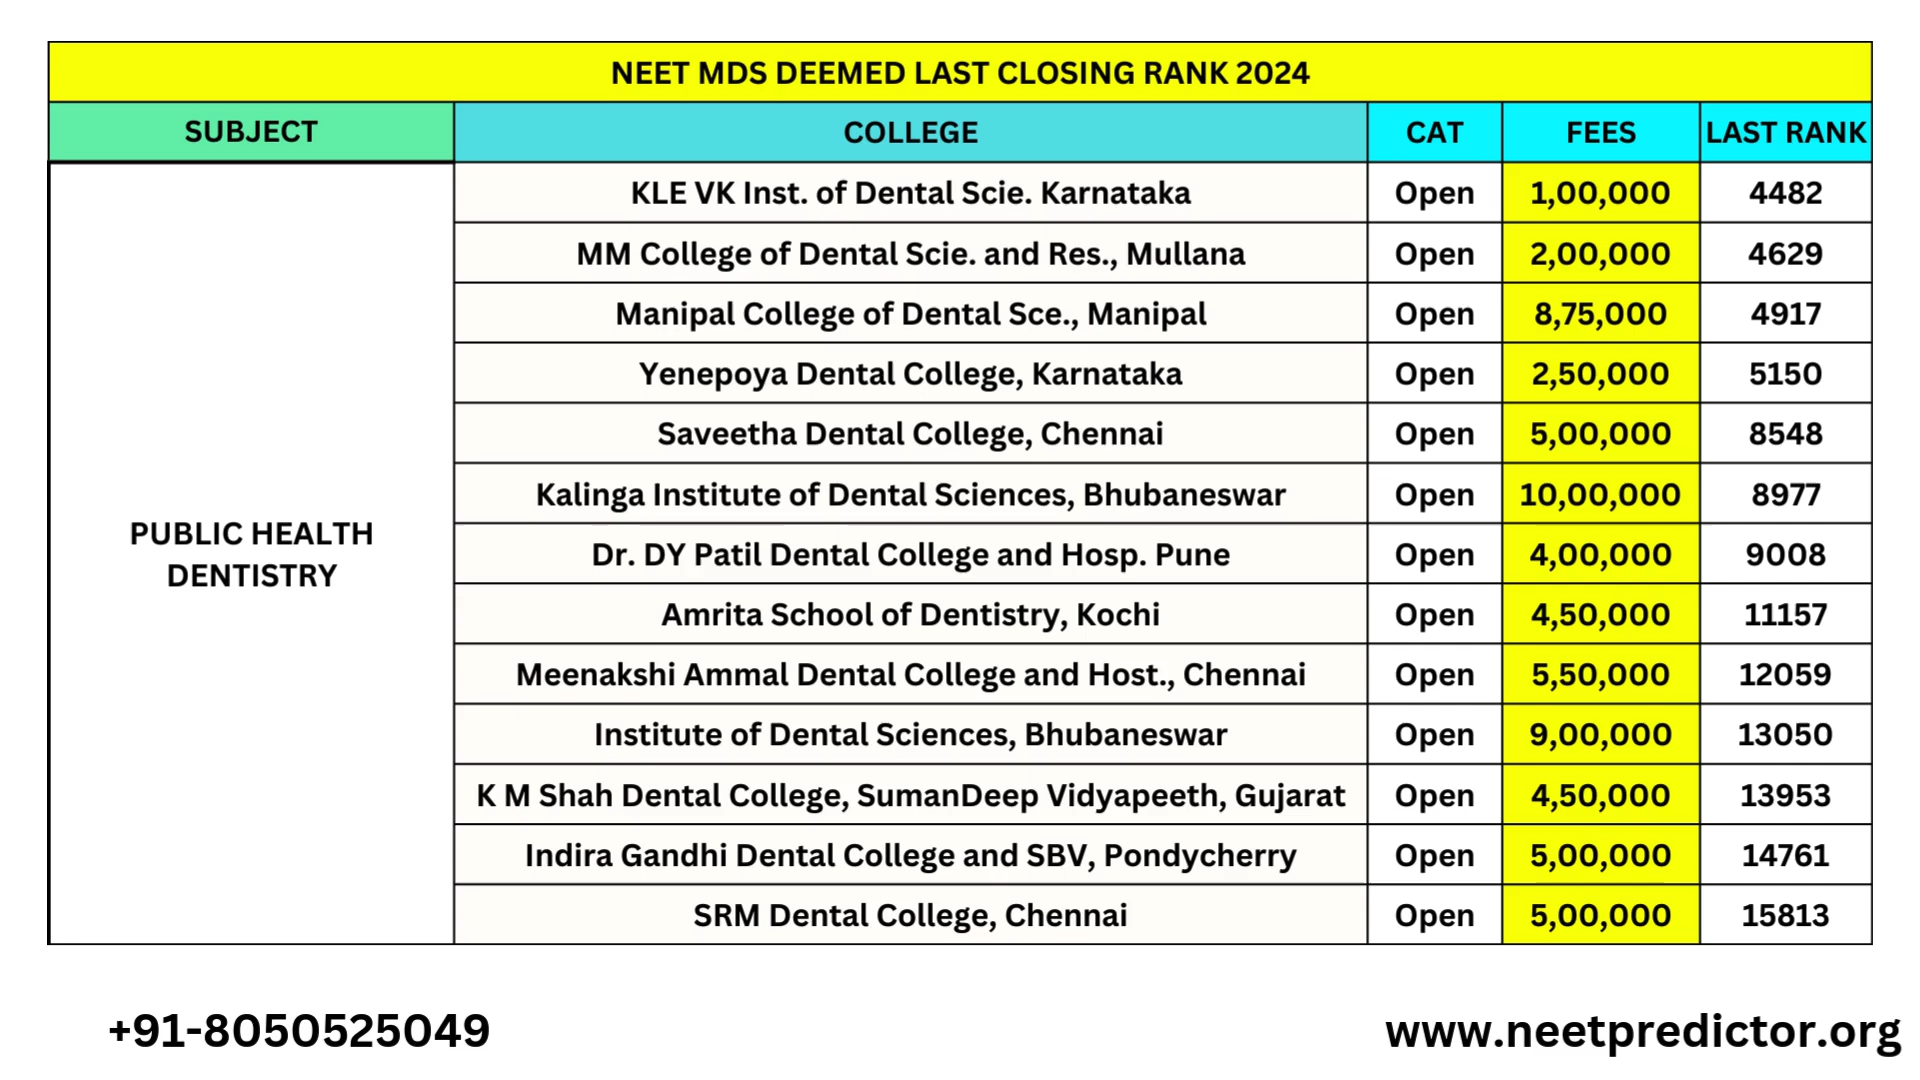 NEET MDS DEEMED LAST CLOSING RANK 2024
SUBJECT COLLEGE CAT FEES LAST RANK
PUBLIC HEALTH
DENTISTRY
KLE VK Inst. of Dental Scie. Karnataka Open 1,00,000 4482
MM College of Dental Scie. and Res., Mullana Open 2,00,000 4629
Manipal College of Dental Sce., Manipal Open 8,75,000 4917
Yenepoya Dental College, Karnataka Open 2,50,000 5150
Saveetha Dental College, Chennai Open 5,00,000 8548
Kalinga Institute of Dental Sciences, Bhubaneswar Open 10,00,000 8977
Dr. DY Patil Dental College and Hosp. Pune Open 4,00,000 9008
Amrita School of Dentistry, Kochi Open 4,50,000 11157
Meenakshi Ammal Dental College and Host., Chennai Open 5,50,000 12059
Institute of Dental Sciences, Bhubaneswar Open 9,00,000 13050
K M Shah Dental College, SumanDeep Vidyapeeth, Gujarat Open 4,50,000 13953
Indira Gandhi Dental College and SBV, Pondycherry Open 5,00,000 14761
SRM Dental College, Chennai Open 5,00,000 15813
+91-8050525049 www.neetpredictor.org